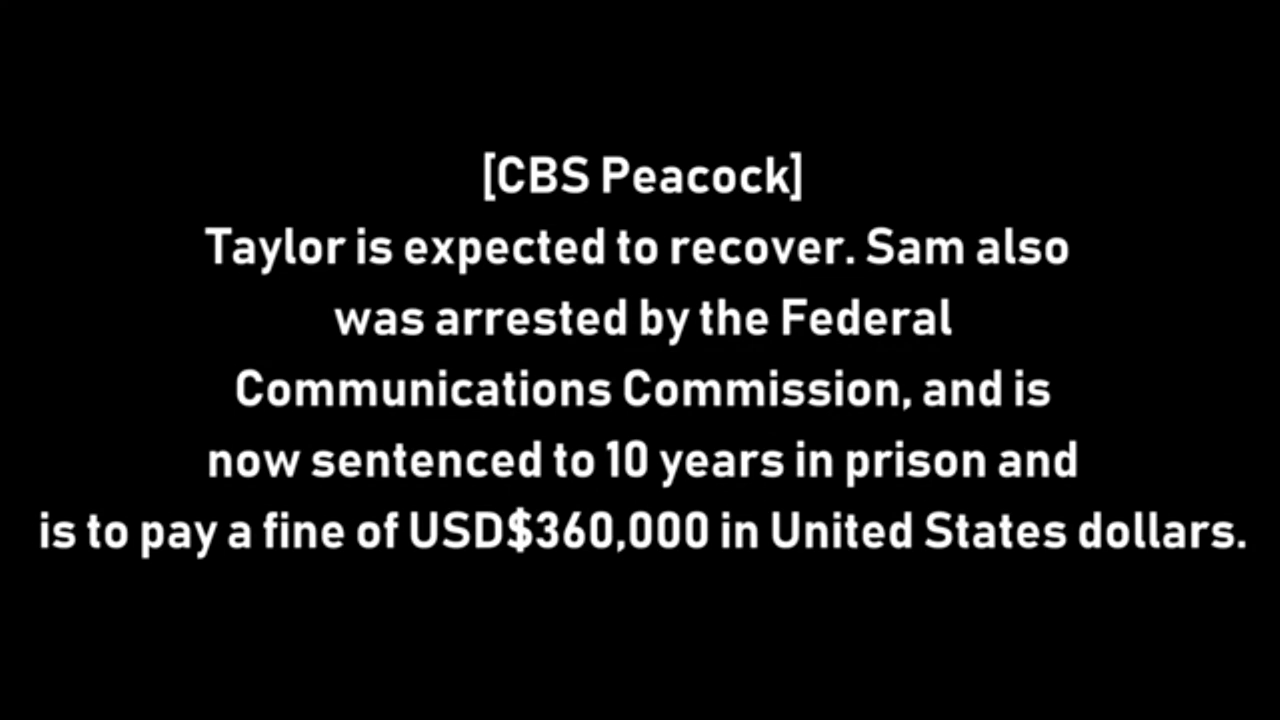 [CBS Peacock]
Taylor is expected to recover. Sam also
was arrested by the Federal
Communications Commission, and is
now sentenced to 10 years in prison and
is to pay a fine of USD$360,000 in United States dollars.